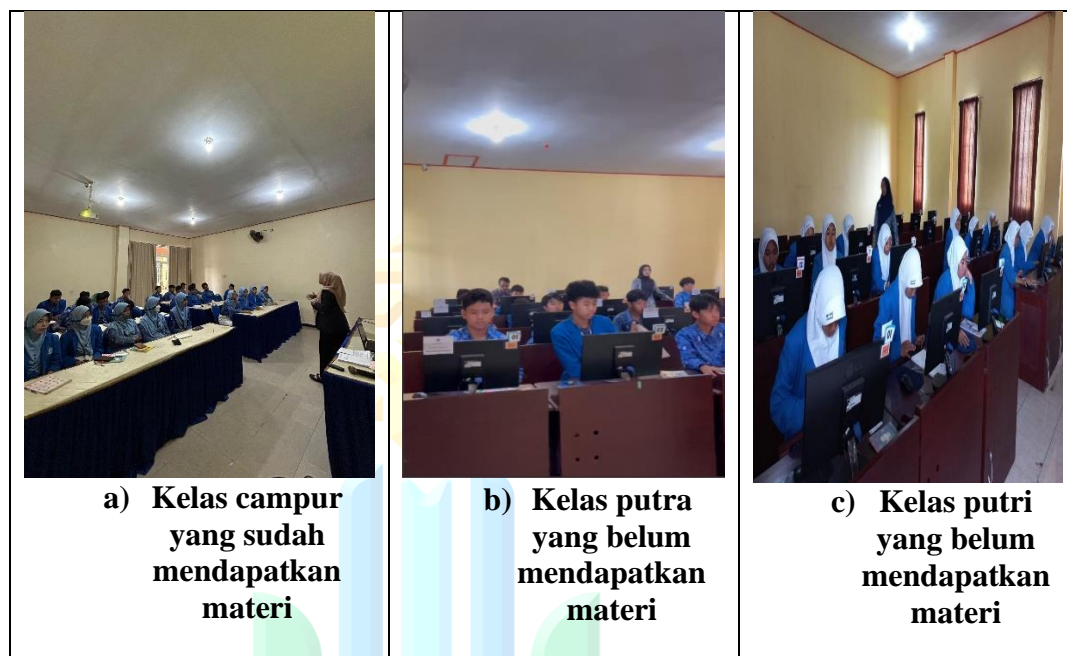 a) Kelas campur
yang sudah
mendapatkan
materi
b) Kelas putra
yang belum
mendapatkan
materi
c) Kelas putri
yang belum
mendapatkan
materi